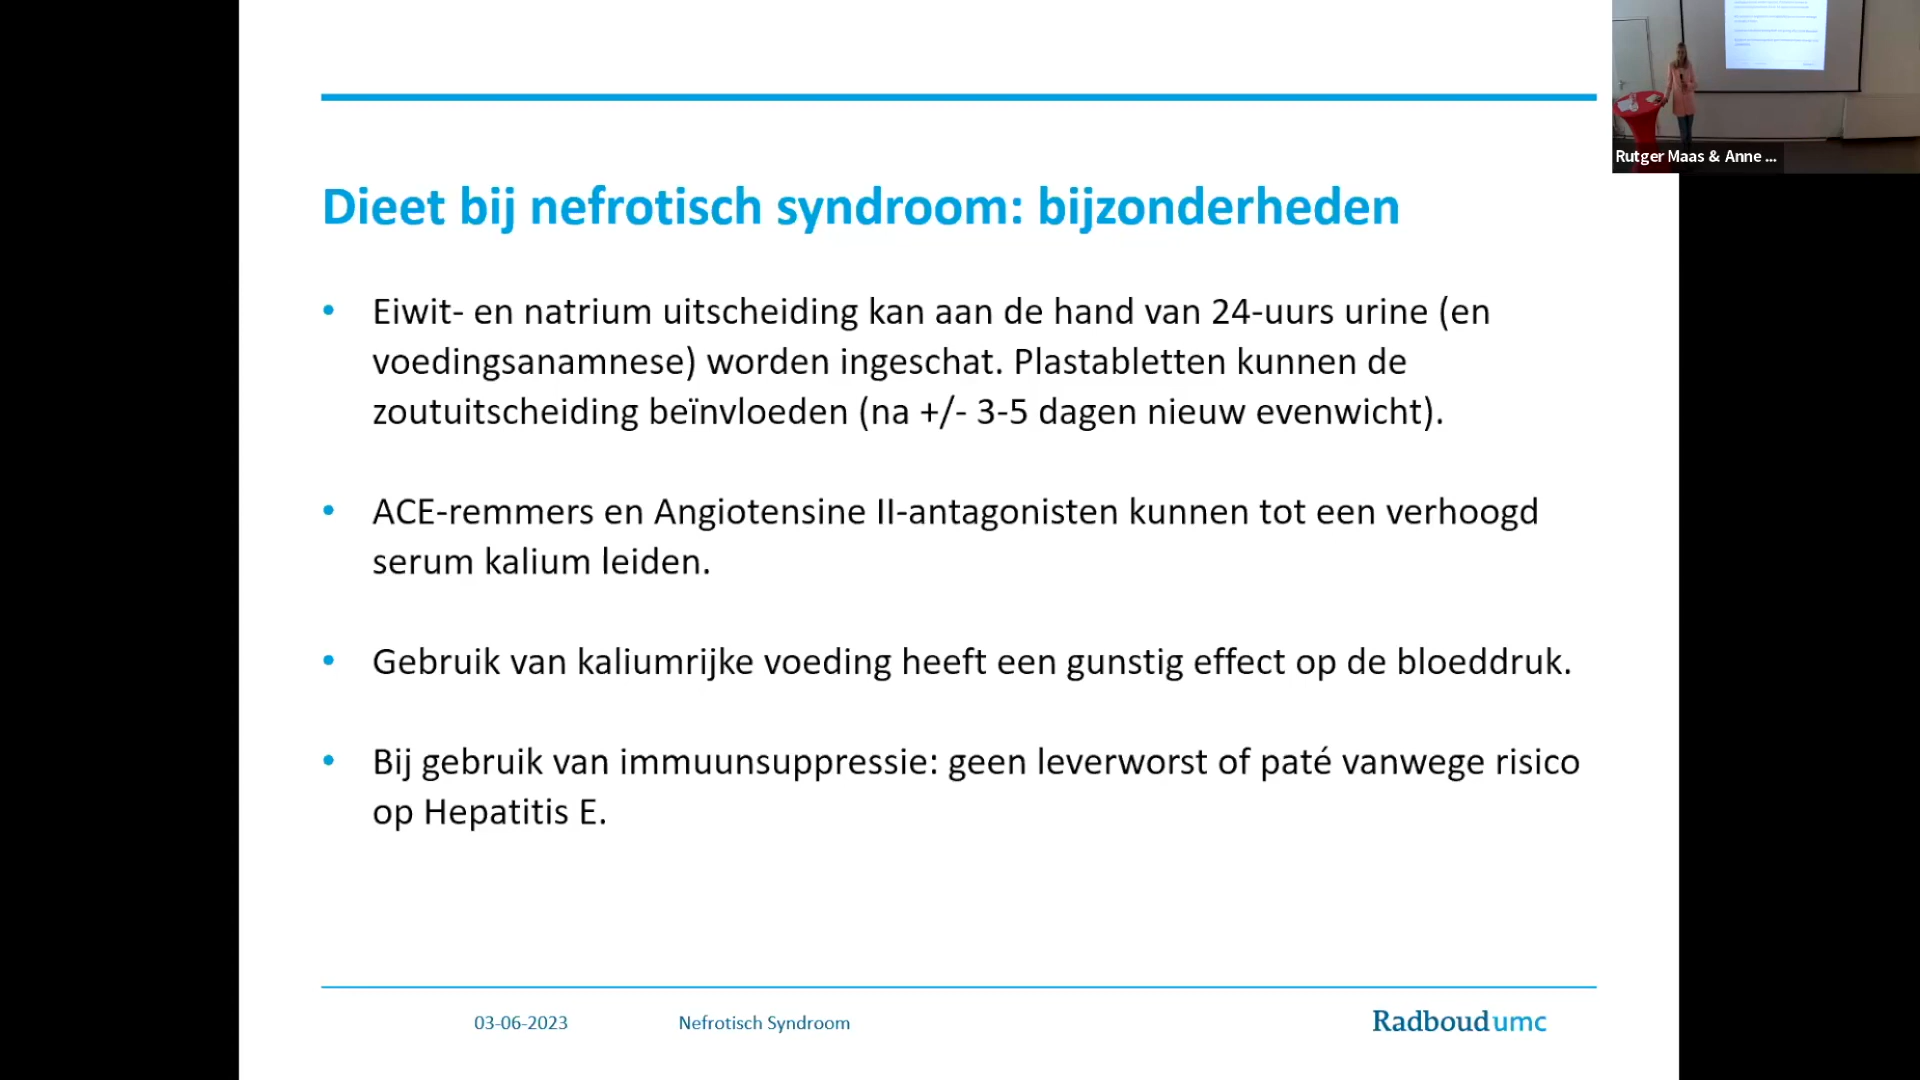 Rutger Maas & Anne ...
Dieet bij nefrotisch syndroom: bijzonderheden
• Eiwit- en natrium uitscheiding kan aan de hand van 24-uurs urine (en
voedingsanamnese) worden ingeschat. Plastabletten kunnen de
zoutuitscheiding beïnvloeden (na +/- 3-5 dagen nieuw evenwicht).
• ACE-remmers en Angiotensine II-antagonisten kunnen tot een verhoogd
serum kalium leiden.
• Gebruik van kaliumrijke voeding heeft een gunstig effect op de bloeddruk.
• Bij gebruik van immuunsuppressie: geen leverworst of paté vanwege risico
op Hepatitis E.
03-06-2023 Nefrotisch Syndroom Radboudumc